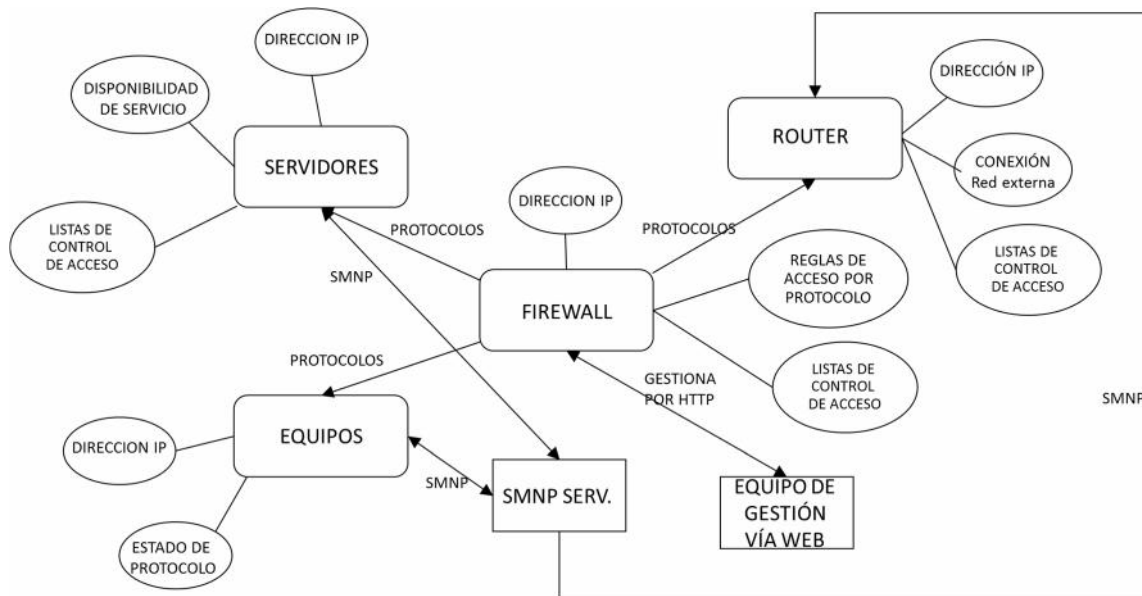 DIRECCION IP
DISPONIBILIDAD
DE SERVICIO
SERVIDORES
LISTAS DE
CONTROL
DE ACCESO
PROTOCOLOS
SMNP
DIRECCION IP
FIREWALL
PROTOCOLOS
ROUTER
DIRECCIÓN IP
CONEXIÓN
Red externa
LISTAS DE
CONTROL
DE ACCESO
REGLAS DE
ACCESO POR
PROTOCOLO
LISTAS DE
CONTROL
DE ACCESO
PROTOCOLOS
GESTIONA
POR HTTP
SMNP
EQUIPOS
DIRECCION IP
ESTADO DE
PROTOCOLO
SMNP
SMNP SERV.
EQUIPO DE
GESTIÓN
VÍA WEB